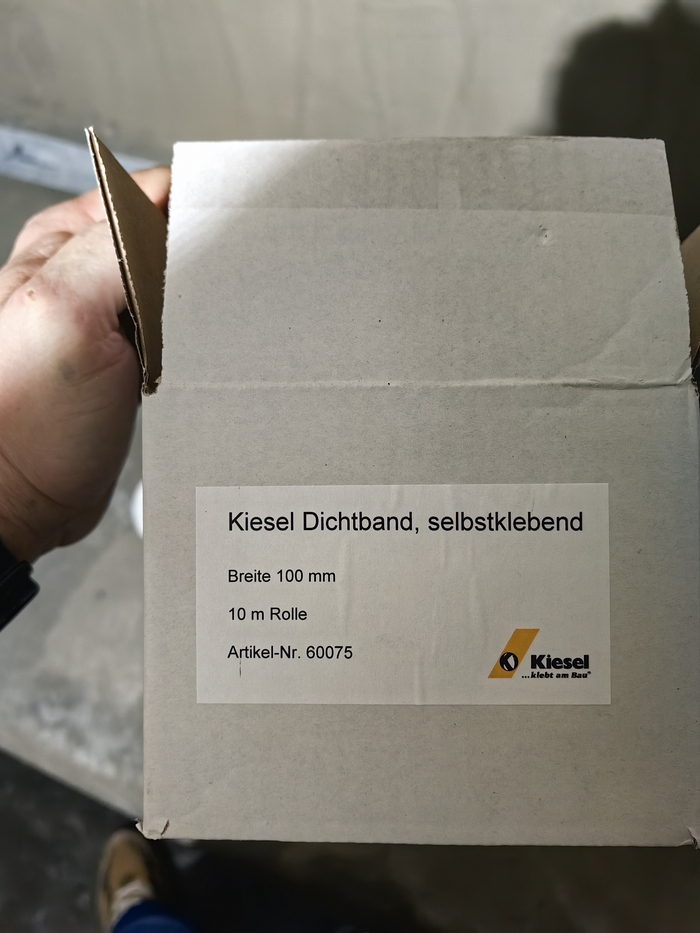 Kiesel Dichtband, selbstklebend
Breite 100 mm
10 m Rolle
Artikel-Nr. 60075
Kiesel
...klebt am Bau®